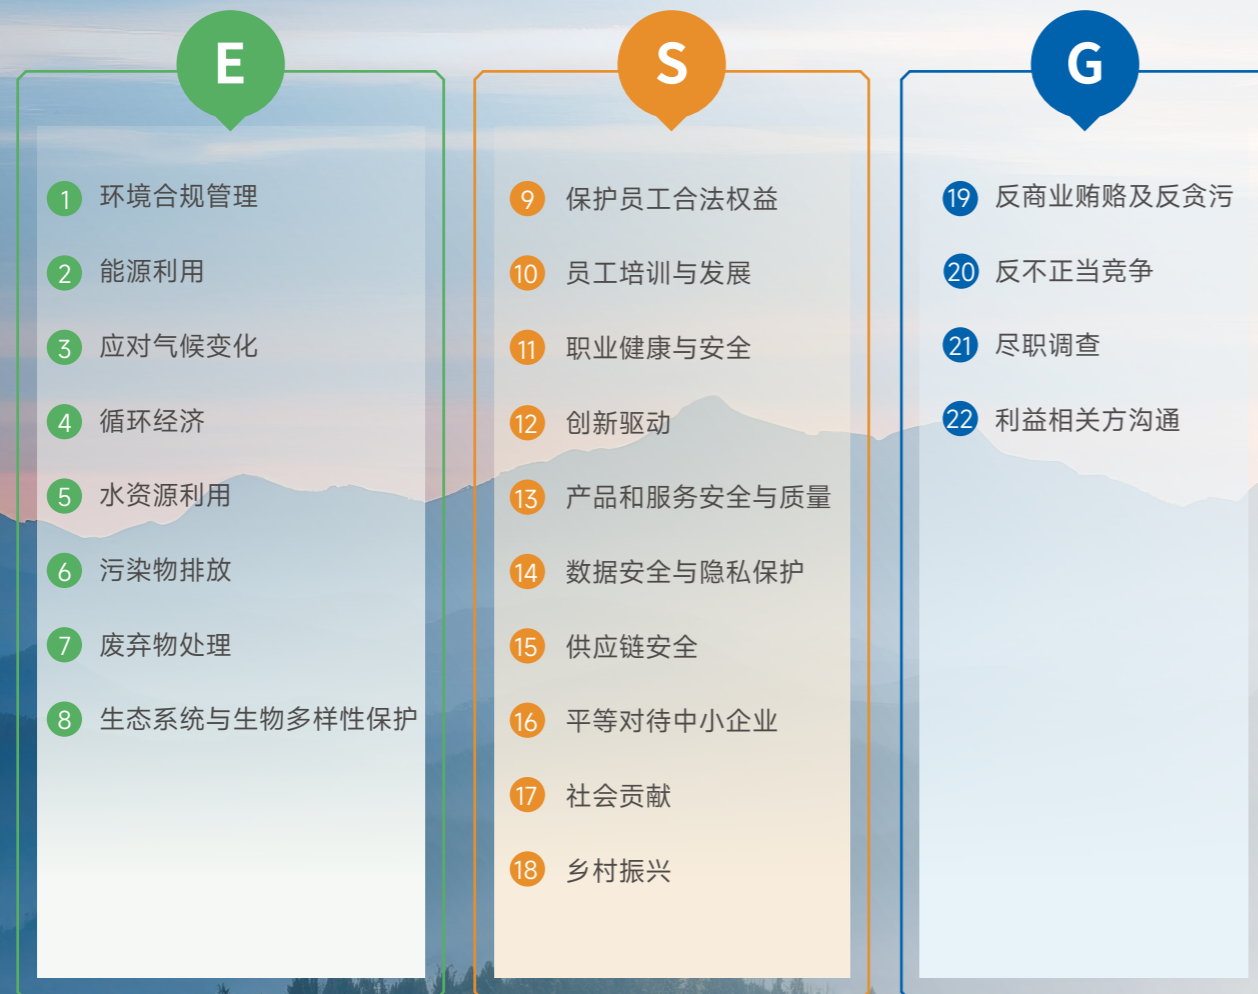 E
1 环境合规管理
2 能源利用
3 应对气候变化
4 循环经济
5 水资源利用
6 污染物排放
7 废弃物处理
8 生态系统与生物多样性保护
S
9 保护员工合法权益
10 员工培训与发展
11 职业健康与安全
12 创新驱动
13 产品和服务安全与质量
14 数据安全与隐私保护
15 供应链安全
16 平等对待中小企业
17 社会贡献
18 乡村振兴
G
19 反商业贿赂及反贪污
20 反不正当竞争
21 尽职调查
22 利益相关方沟通